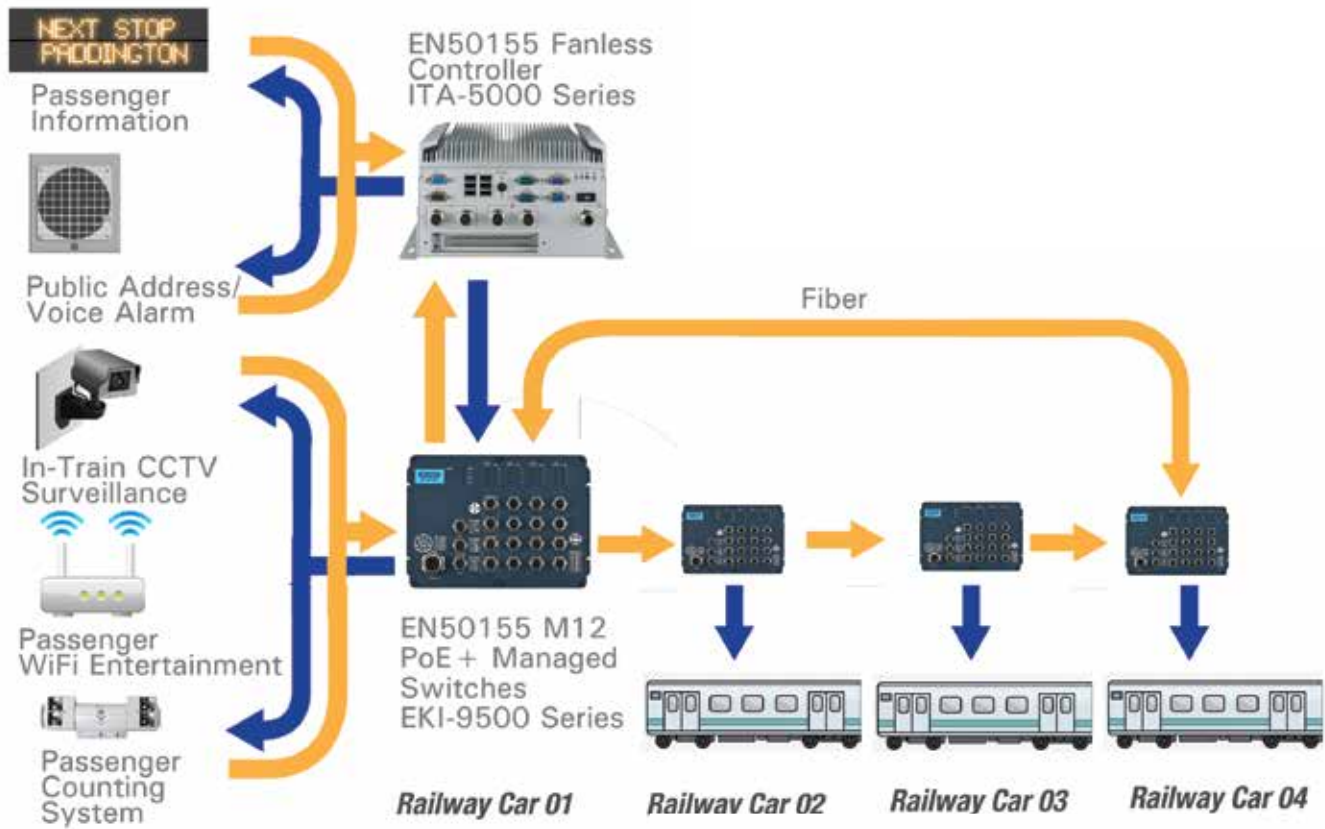 NEXT STOP
PADDINGTON
Passenger
Information
EN50155 Fanless
Controller
ITA-5000 Series
Public Address/
Voice Alarm
Fiber
In-Train CCTV
Surveillance
Passenger
WiFi Entertainment
EN50155 M12
PoE+ Managed
Switches
EKI-9500 Series
Passenger
Counting
System
Railway Car 01
Railway Car 02
Railway Car 03
Railway Car 04